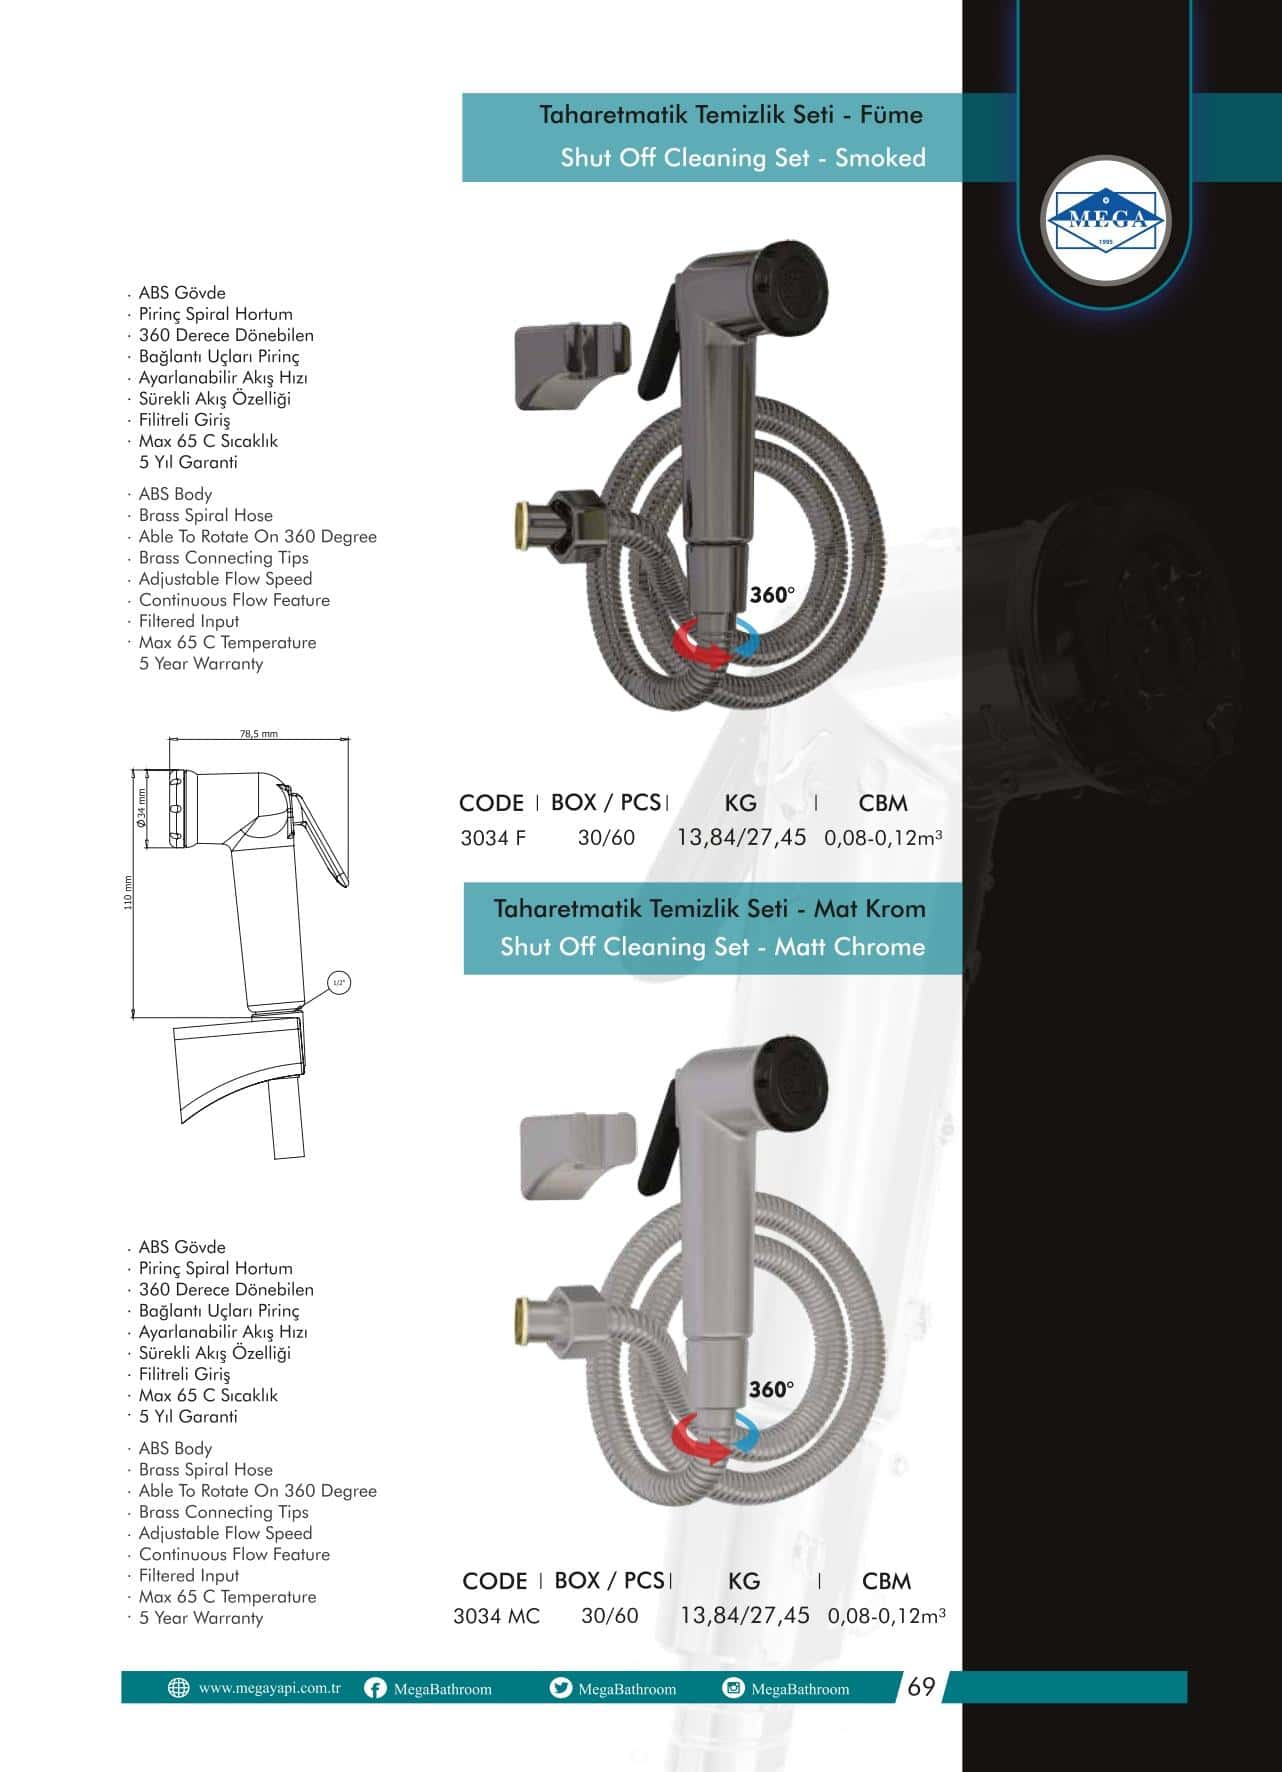 Taharetmatik Temizlik Seti - Füme
Shut Off Cleaning Set - Smoked
MEGA
1995
· ABS Gövde
· Pirinç Spiral Hortum
· 360 Derece Dönebilen
· Bağlantı Uçları Pirinç
· Ayarlanabilir Akış Hızı
· Sürekli Akış Özelliği
· Filitreli Giriş
· Max 65 C Sıcaklık
5 Yıl Garanti
· ABS Body
· Brass Spiral Hose
· Able To Rotate On 360 Degree
· Brass Connecting Tips
· Adjustable Flow Speed
· Continuous Flow Feature
· Filtered Input
· Max 65 C Temperature
5 Year Warranty
360°
78,5 mm
Ø34 mm
110 mm
1/2"
CODE | BOX / PCS | KG | CBM
3034 F 30/60 13,84/27,45 0,08-0,12m³
Taharetmatik Temizlik Seti - Mat Krom
Shut Off Cleaning Set - Matt Chrome
· ABS Gövde
· Pirinç Spiral Hortum
· 360 Derece Dönebilen
· Bağlantı Uçları Pirinç
· Ayarlanabilir Akış Hızı
· Sürekli Akış Özelliği
· Filitreli Giriş
· Max 65 C Sıcaklık
· 5 Yıl Garanti
· ABS Body
· Brass Spiral Hose
· Able To Rotate On 360 Degree
· Brass Connecting Tips
· Adjustable Flow Speed
· Continuous Flow Feature
· Filtered Input
· Max 65 C Temperature
· 5 Year Warranty
360°
CODE | BOX / PCS | KG | CBM
3034 MC 30/60 13,84/27,45 0,08-0,12m³
www.megayapi.com.tr MegaBathroom MegaBathroom MegaBathroom 69